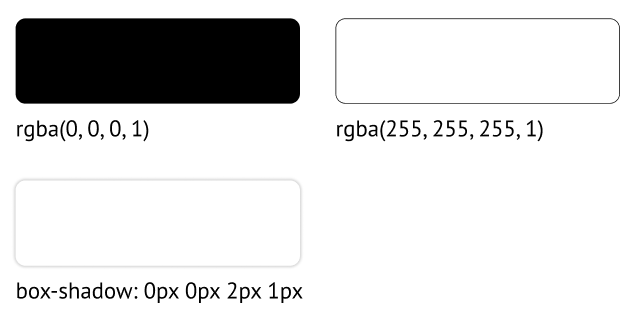 rgba(0, 0, 0, 1)
rgba(255, 255, 255, 1)
box-shadow: 0px 0px 2px 1px